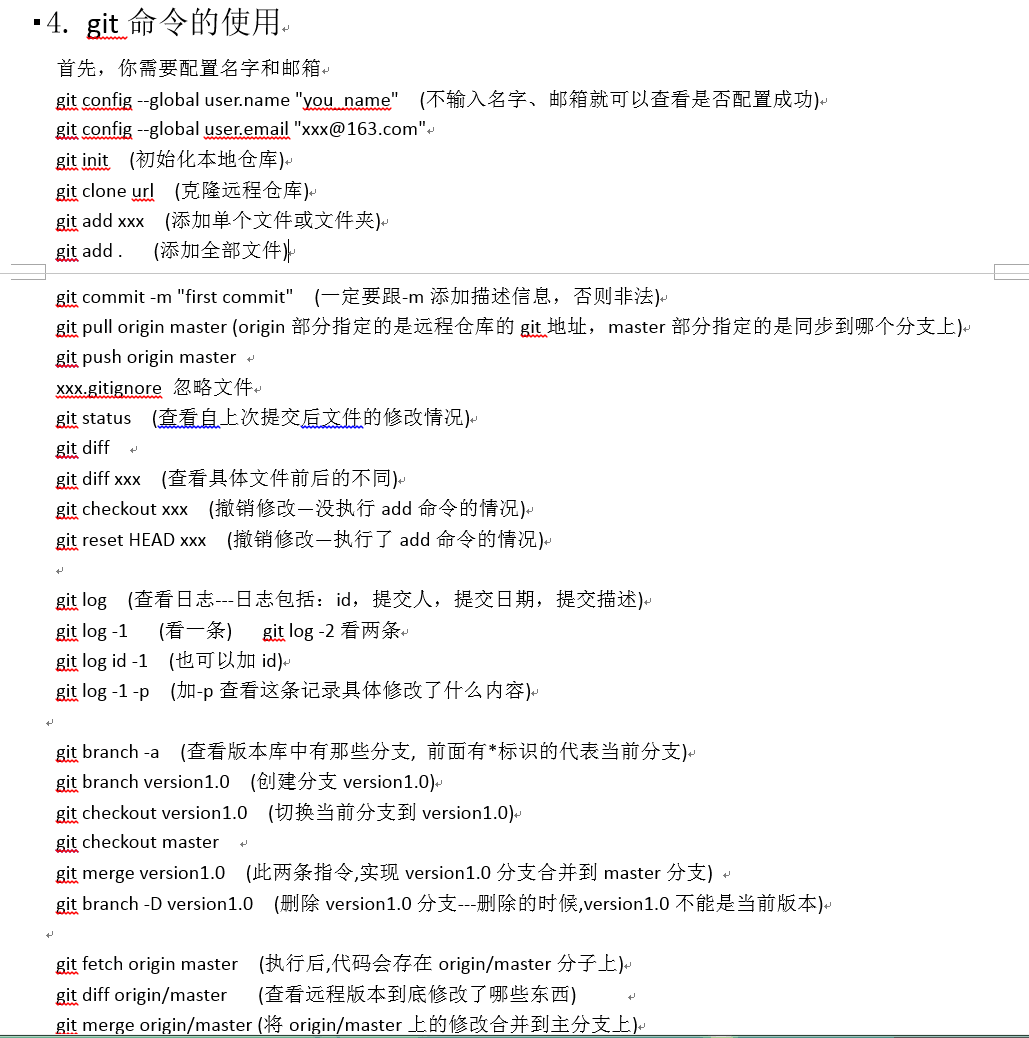 ▪4. git 命令的使用
首先，你需要配置名字和邮箱
git config --global user.name "you_name" (不输入名字、邮箱就可以查看是否配置成功)
git config --global user.email "xxx@163.com"
git init (初始化本地仓库)
git clone url (克隆远程仓库)
git add xxx (添加单个文件或文件夹)
git add . (添加全部文件)
git commit -m "first commit" (一定要跟-m 添加描述信息，否则非法)
git pull origin master (origin 部分指定的是远程仓库的 git 地址，master 部分指定的是同步到哪个分支上)
git push origin master
xxx.gitignore 忽略文件
git status (查看自上次提交后文件的修改情况)
git diff
git diff xxx (查看具体文件前后的不同)
git checkout xxx (撤销修改—没执行 add 命令的情况)
git reset HEAD xxx (撤销修改—执行了 add 命令的情况)
git log (查看日志---日志包括：id，提交人，提交日期，提交描述)
git log -1 (看一条) git log -2 看两条
git log id -1 (也可以加 id)
git log -1 -p (加-p 查看这条记录具体修改了什么内容)
git branch -a (查看版本库中有那些分支, 前面有*标识的代表当前分支)
git branch version1.0 (创建分支 version1.0)
git checkout version1.0 (切换当前分支到 version1.0)
git checkout master
git merge version1.0 (此两条指令,实现 version1.0 分支合并到 master 分支)
git branch -D version1.0 (删除 version1.0 分支---删除的时候,version1.0 不能是当前版本)
git fetch origin master (执行后,代码会存在 origin/master 分子上)
git diff origin/master (查看远程版本到底修改了哪些东西)
git merge origin/master (将 origin/master 上的修改合并到主分支上)